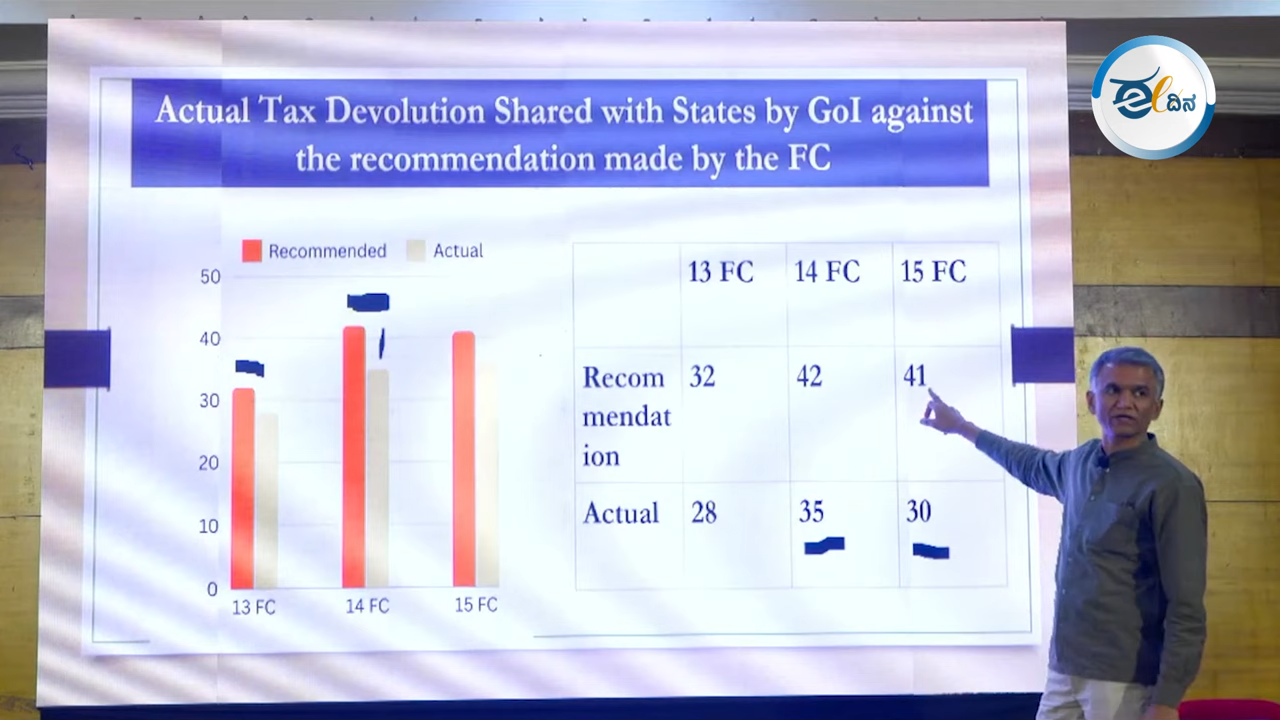 ಈ dina
Actual Tax Devolution Shared with States by GoI against
the recommendation made by the FC
Recommended
Actual
50
40
30
20
10
0
13 FC
14 FC
15 FC
13 FC 14 FC 15 FC
Recom 32 42 41
mendat
ion
Actual 28 35 30